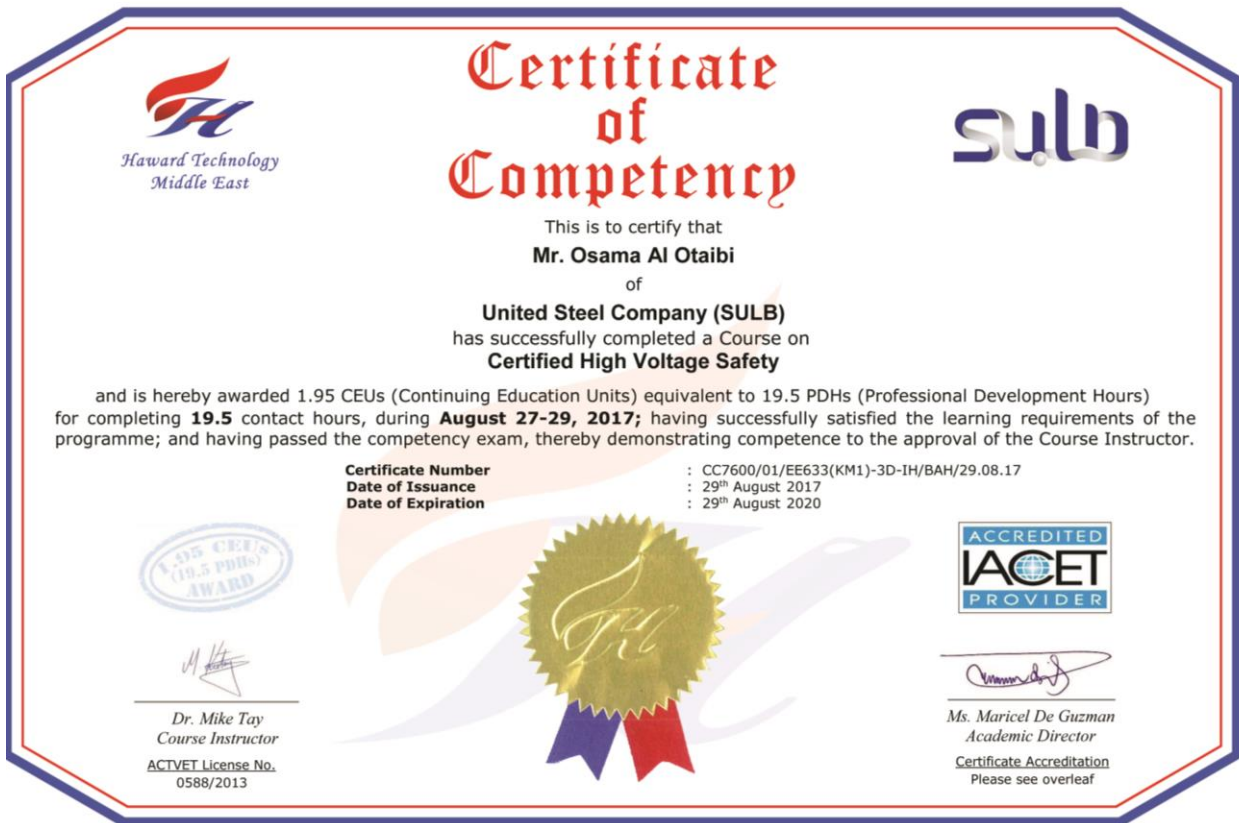 Certificate
of
Competency
Haward Technology
Middle East
sulb
This is to certify that
Mr. Osama Al Otaibi
of
United Steel Company (SULB)
has successfully completed a Course on
Certified High Voltage Safety
and is hereby awarded 1.95 CEUs (Continuing Education Units) equivalent to 19.5 PDHs (Professional Development Hours)
for completing 19.5 contact hours, during August 27-29, 2017; having successfully satisfied the learning requirements of the
programme; and having passed the competency exam, thereby demonstrating competence to the approval of the Course Instructor.
Certificate Number : CC7600/01/EE633(KM1)-3D-IH/BAH/29.08.17
Date of Issuance : 29th August 2017
Date of Expiration : 29th August 2020
1.95 CEUs
(19.5 PDHs)
AWARD
ACCREDITED
IACET
PROVIDER
Dr. Mike Tay
Course Instructor
ACTVET License No.
0588/2013
Ms. Maricel De Guzman
Academic Director
Certificate Accreditation
Please see overleaf